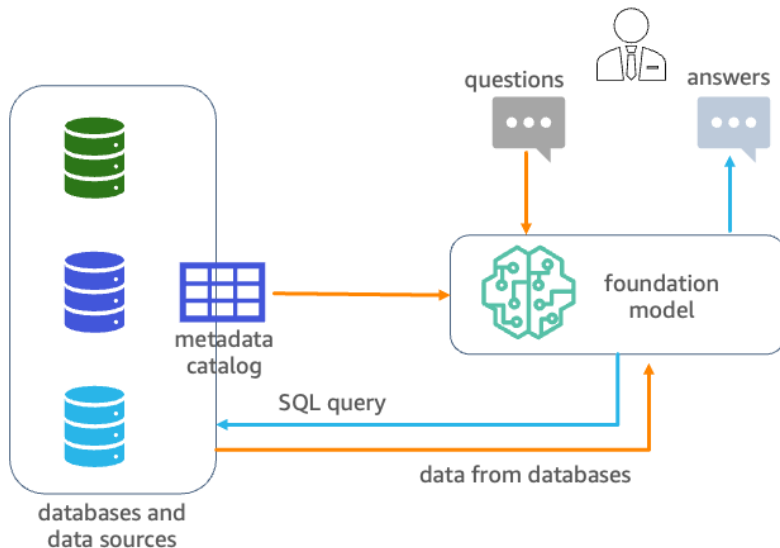 questions
answers
foundation
model
metadata
catalog
SQL query
data from databases
databases and
data sources